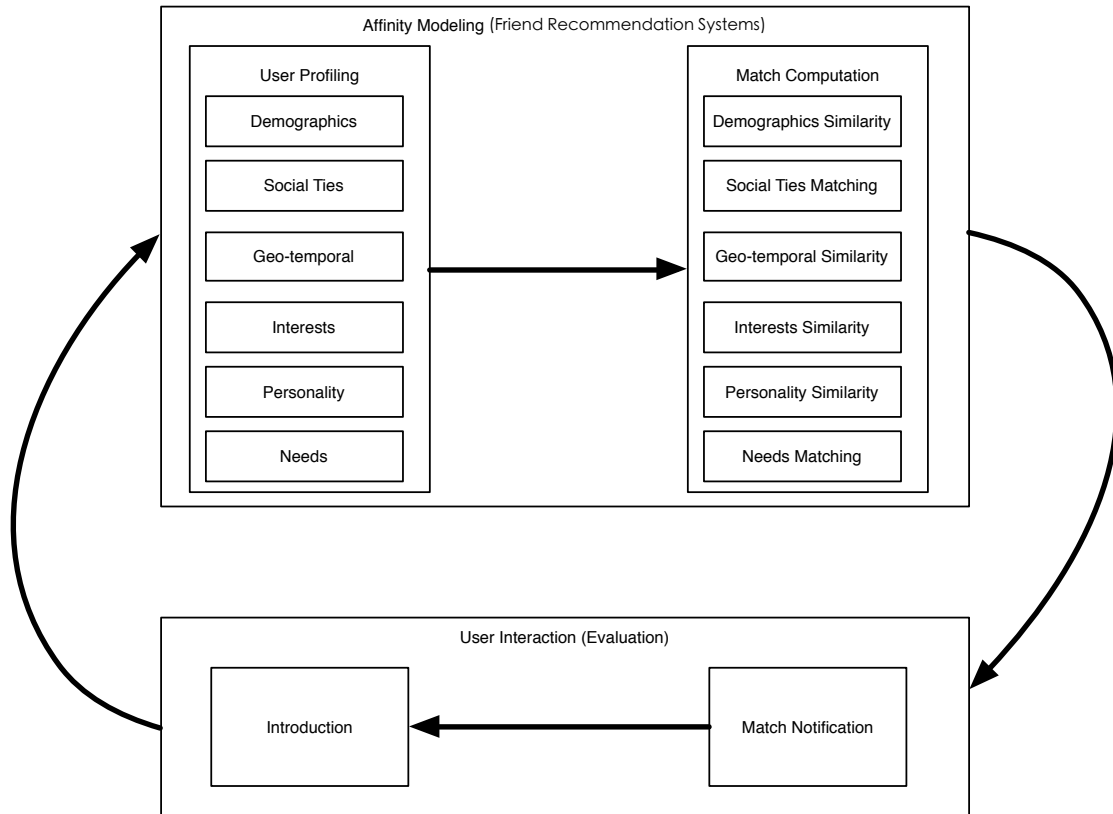 Affinity Modeling (Friend Recommendation Systems)
User Profiling
Demographics
Social Ties
Geo-temporal
Interests
Personality
Needs
Match Computation
Demographics Similarity
Social Ties Matching
Geo-temporal Similarity
Interests Similarity
Personality Similarity
Needs Matching
User Interaction (Evaluation)
Introduction
Match Notification